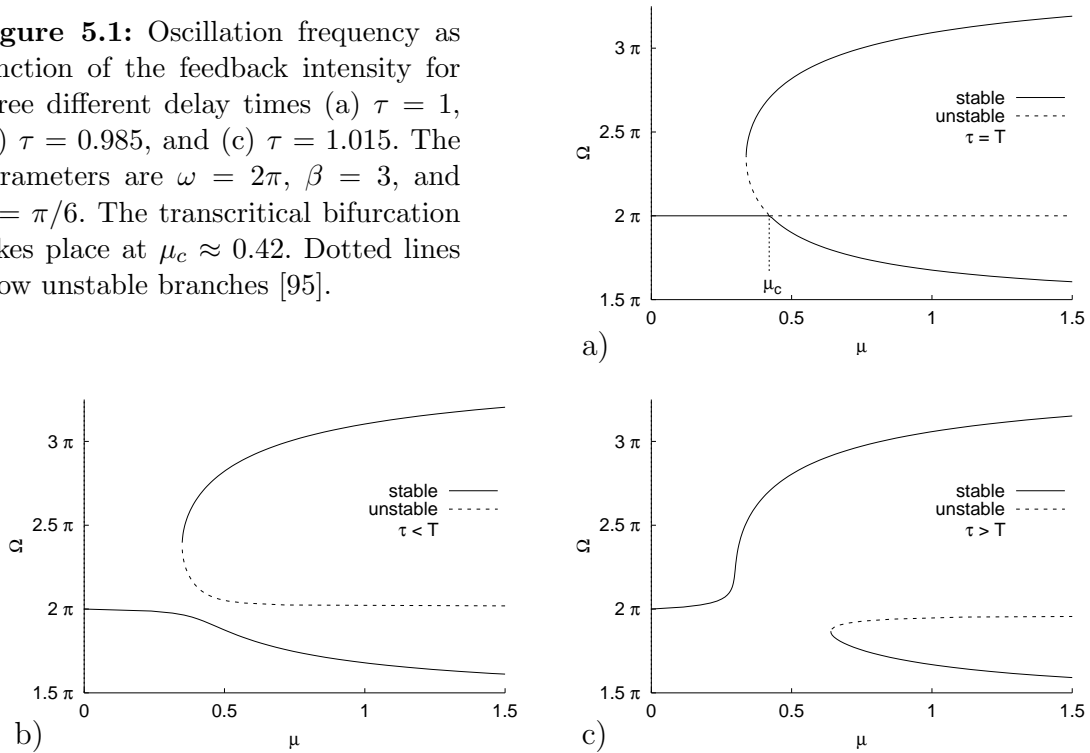 gure 5.1: Oscillation frequency as
nction of the feedback intensity for
ree different delay times (a) τ = 1,
) τ = 0.985, and (c) τ = 1.015. The
rameters are ω = 2π, β = 3, and
= π/6. The transcritical bifurcation
kes place at μc ≈ 0.42. Dotted lines
ow unstable branches [95].
3 π
2.5 π
2 π
1.5 π
Ω
stable
unstable
τ = T
μc
0
0.5
1
1.5
μ
a)
3 π
2.5 π
2 π
1.5 π
Ω
stable
unstable
τ < T
0
0.5
1
1.5
μ
b)
3 π
2.5 π
2 π
1.5 π
Ω
stable
unstable
τ > T
0
0.5
1
1.5
μ
c)